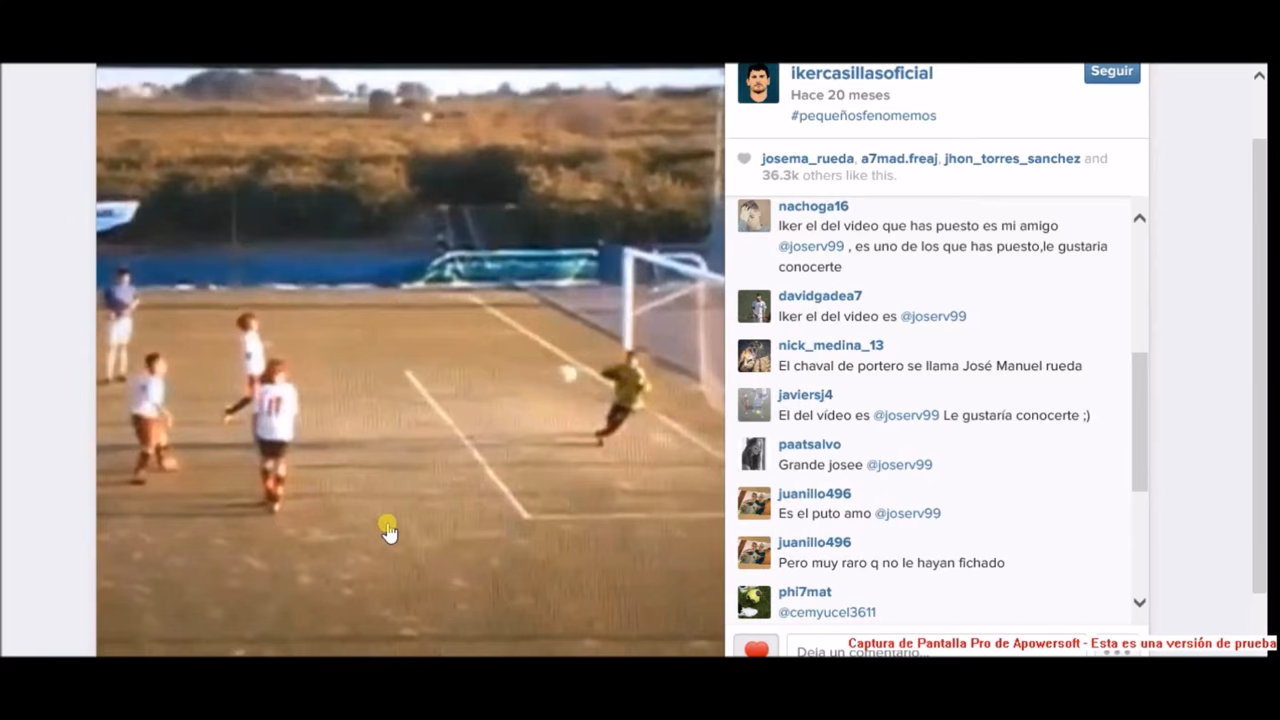 ikercasillasoficial
Seguir
Hace 20 meses
#pequeñosfenomemos
josema_rueda, a7mad.freaj, jhon_torres_sanchez and
36.3k others like this.
nachoga16
Iker el del video que has puesto es mi amigo
@joserv99 , es uno de los que has puesto,le gustaria
conocerte
davidgadea7
Iker el del video es @joserv99
nick_medina_13
El chaval de portero se llama José Manuel rueda
javiersj4
El del vídeo es @joserv99 Le gustaría conocerte ;)
paatsalvo
Grande josee @joserv99
juanillo496
Es el puto amo @joserv99
juanillo496
Pero muy raro q no le hayan fichado
phi7mat
@cemyucel3611
Captura de Pantalla Pro de Apowersoft - Esta es una versión de prueba
Deja un comentario...
11